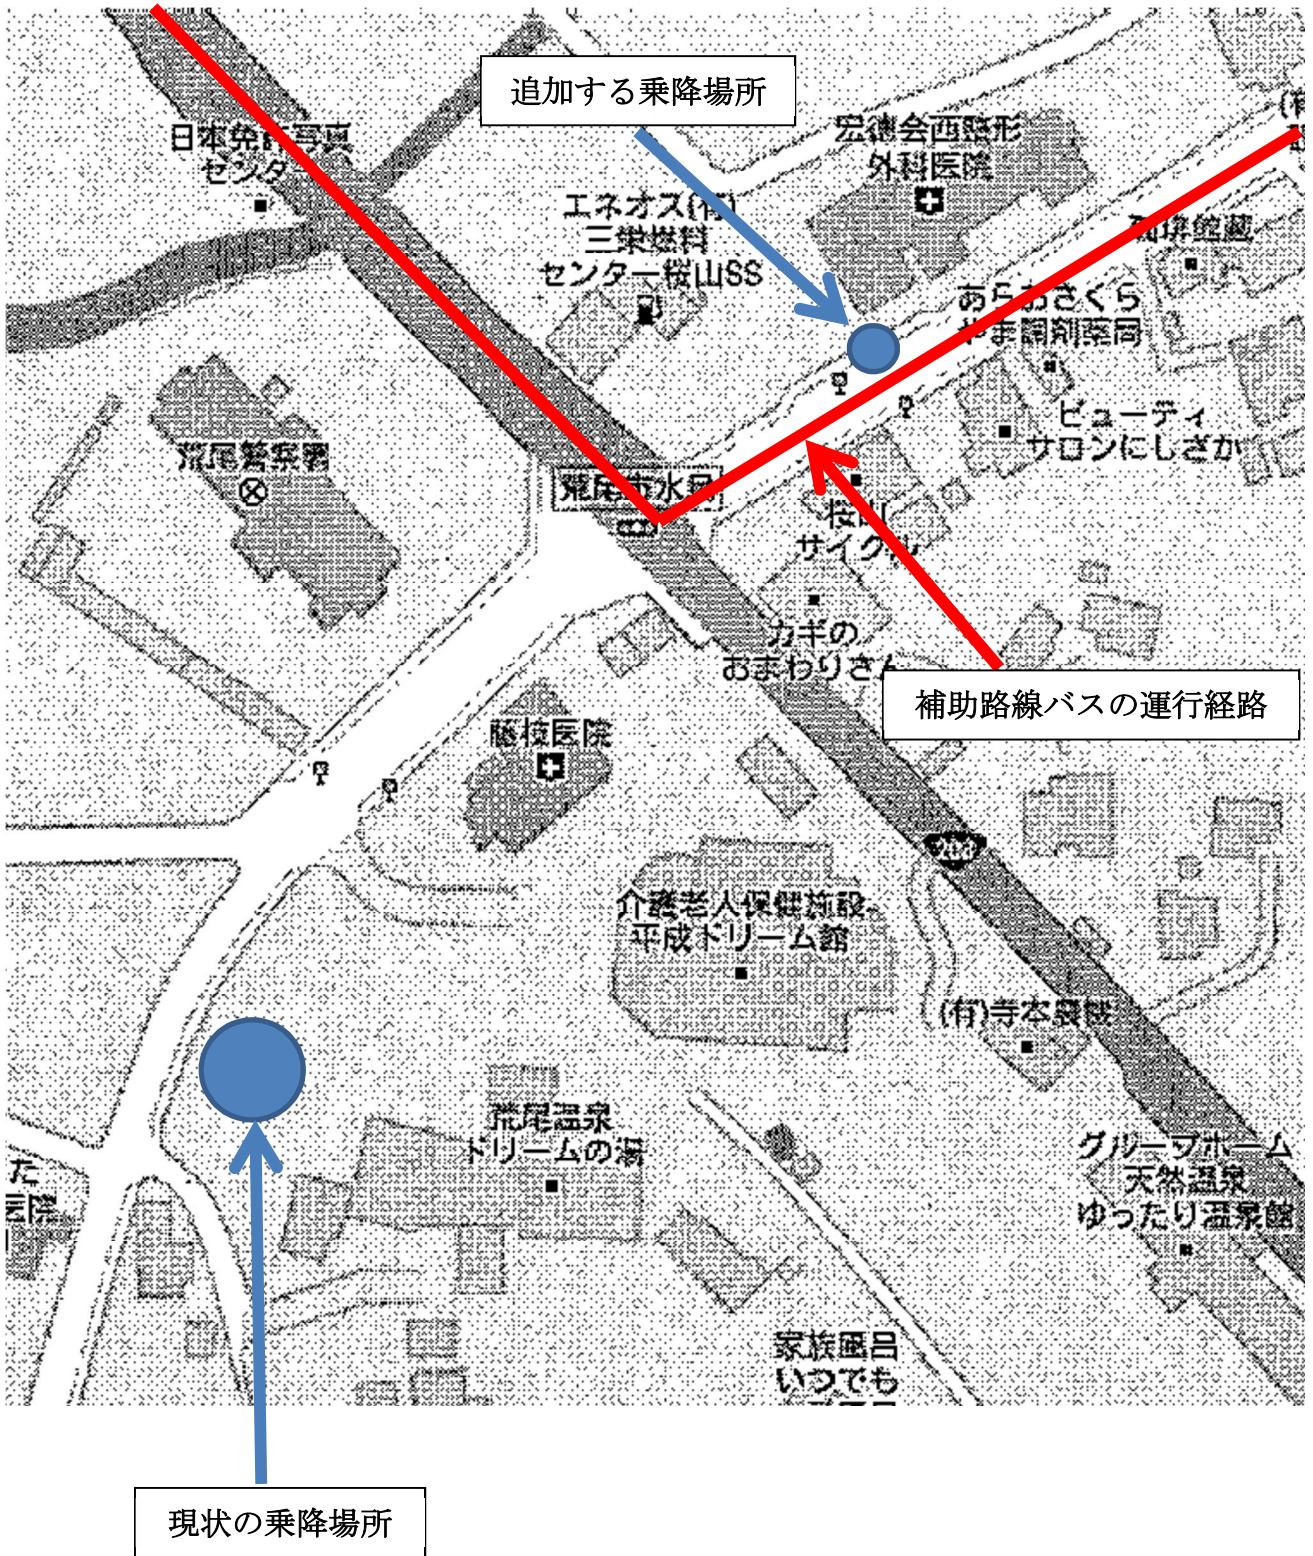 追加する乗降場所
日本免許写真
センター
宏徳会西整形
外科医院
エネオス(有)
三栄燃料
センター桜山SS
珈琲館蔵
あらおさくら
やま調剤薬局
ビューティ
サロンにしざか
荒尾警察署
荒尾市水局
桜山
サイクル
カギの
おまわりさん
補助路線バスの運行経路
藤枝医院
208
介護老人保健施設
平成ドリーム館
(有)寺本農機
荒尾温泉
ドリームの湯
グループホーム
天然温泉
ゆったり温泉館
た
医院
家族風呂
いつでも
現状の乗降場所